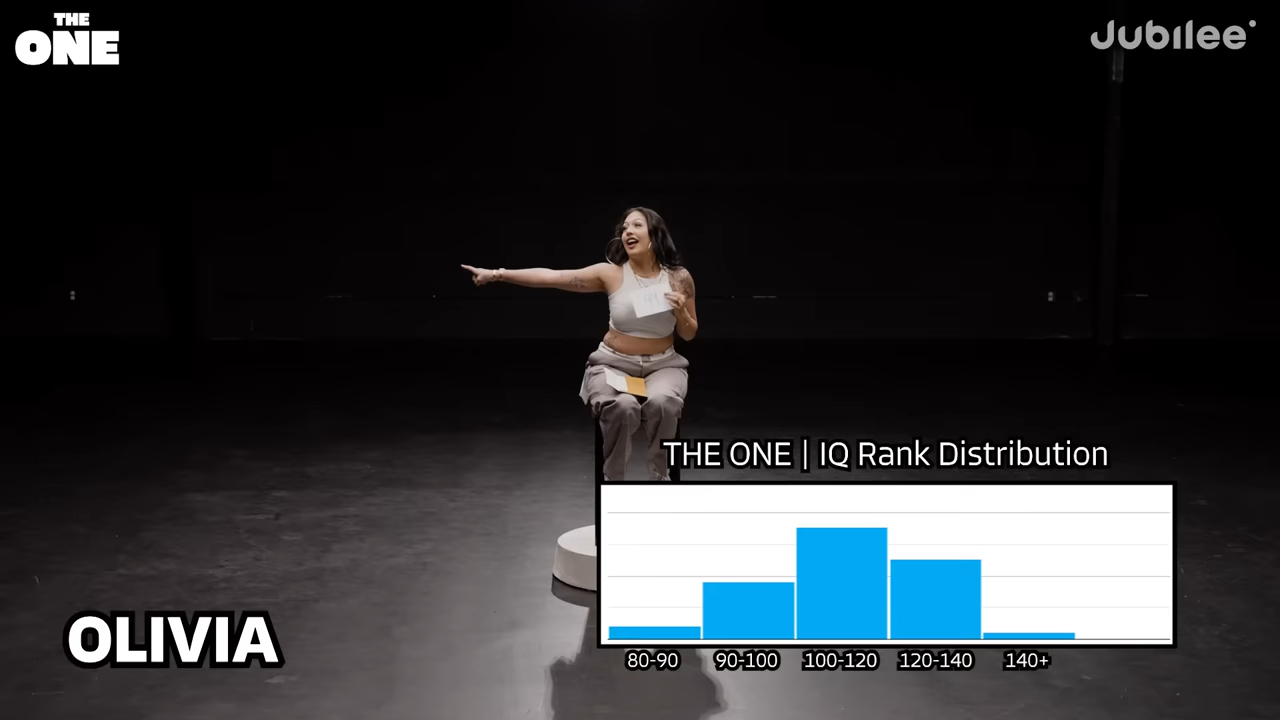 THE
ONE
Jubilee
THE ONE | IQ Rank Distribution
80-90 90-100 100-120 120-140 140+
OLIVIA